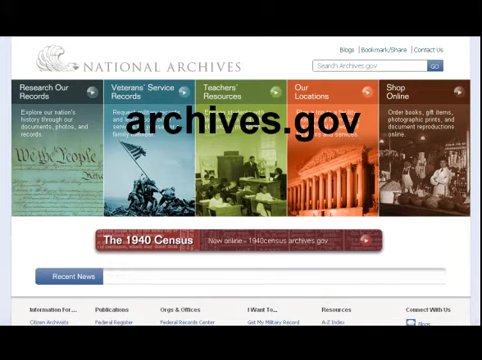 Blogs | Bookmark/Share | Contact Us
NATIONAL ARCHIVES
Search Archives.gov GO
Research Our Records
Veterans' Service Records
Teachers' Resources
Our Locations
Shop Online
Explore our nation's history through our documents, photos, and records.
Order books, gift items, photographic prints, and document reproductions online.
archives.gov
We the People
The 1940 Census Now online - 1940census.archives.gov
Recent News
Information For... Publications Orgs & Offices I Want To... Resources Connect With Us
Citizen Archivists Federal Register Federal Records Center Get My Military Record A-Z Index Blogs